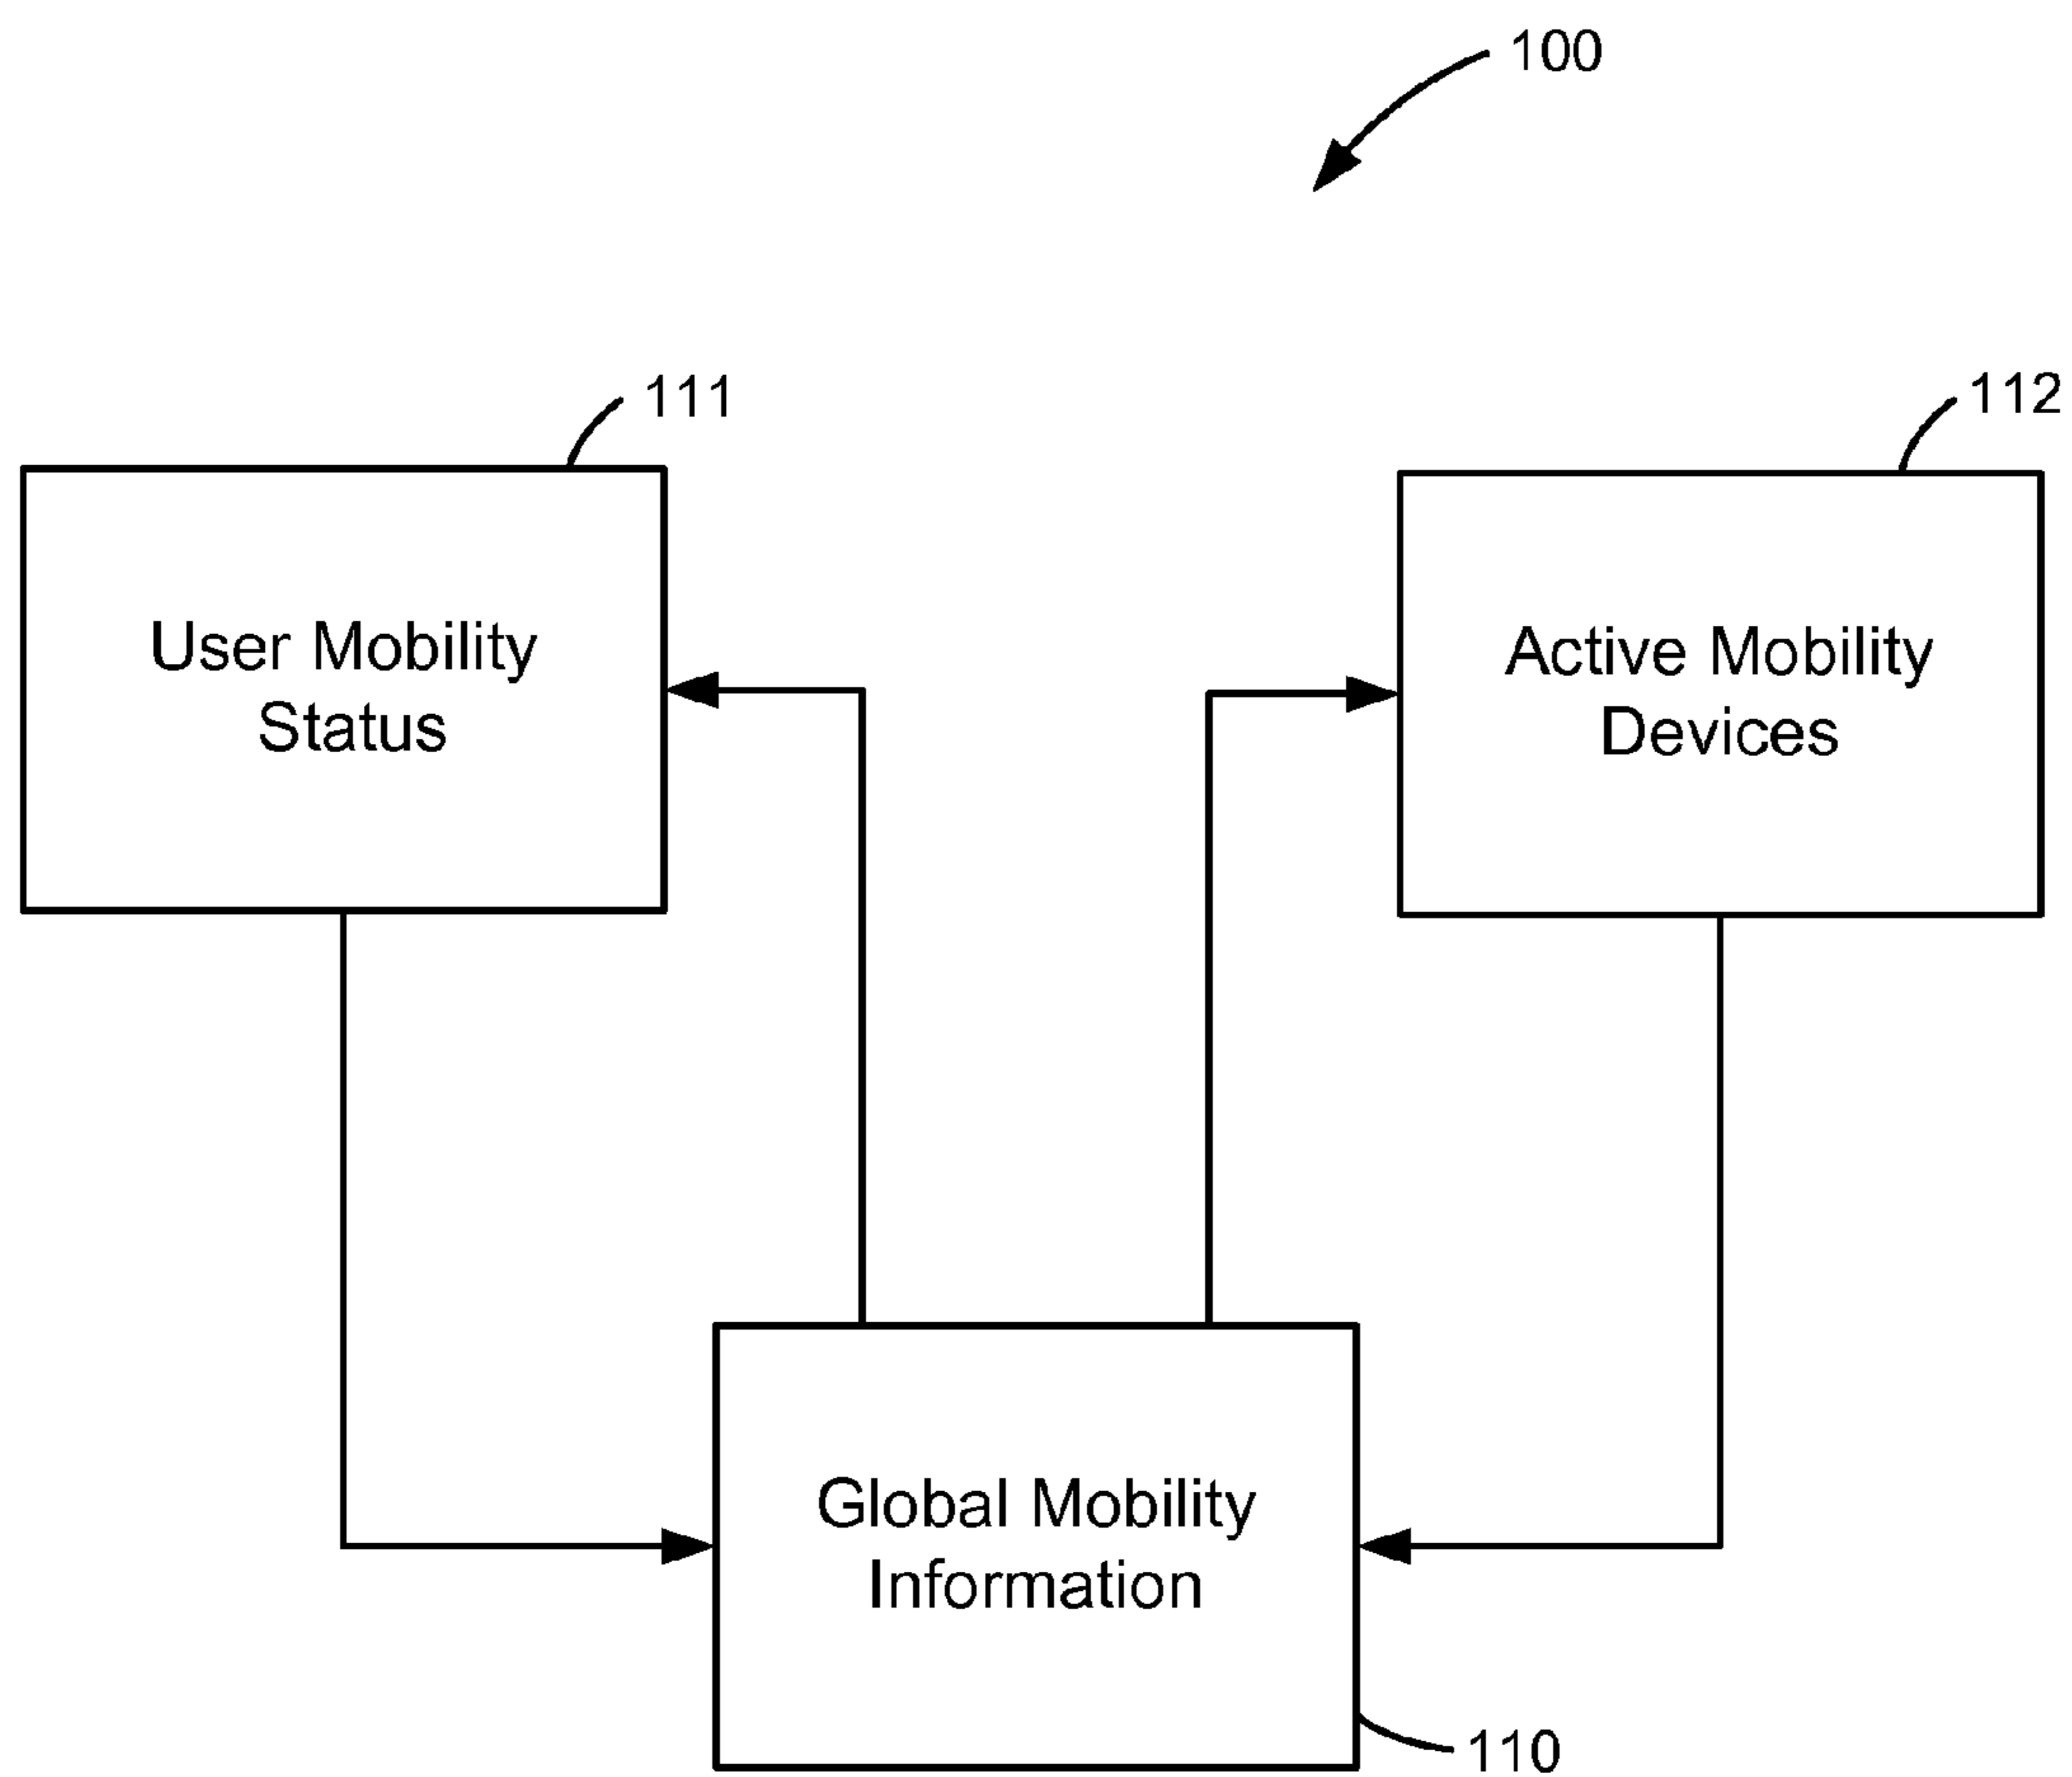 100
111
112
User Mobility
Status
Active Mobility
Devices
Global Mobility
Information
110